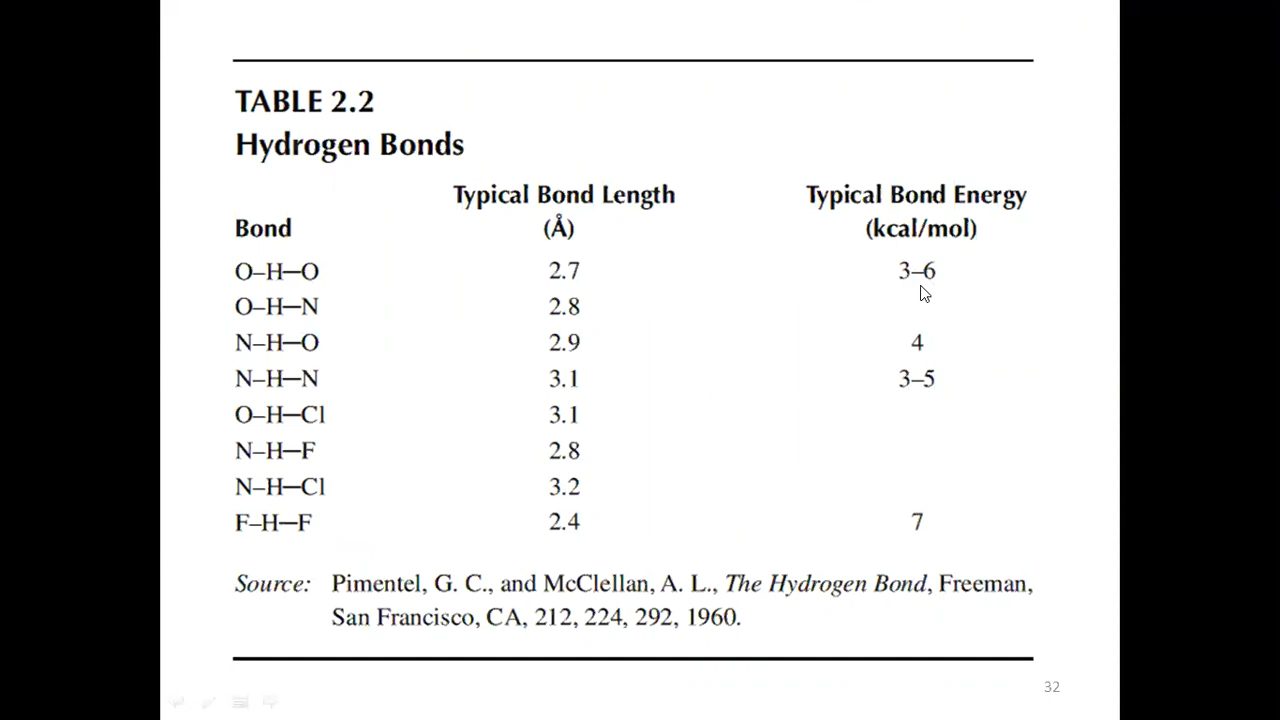 TABLE 2.2
Hydrogen Bonds
Typical Bond Length Typical Bond Energy
Bond (Å) (kcal/mol)
O–H—O 2.7 3–6
O–H—N 2.8
N–H—O 2.9 4
N–H—N 3.1 3–5
O–H—Cl 3.1
N–H—F 2.8
N–H—Cl 3.2
F–H—F 2.4 7
Source: Pimentel, G. C., and McClellan, A. L., The Hydrogen Bond, Freeman,
San Francisco, CA, 212, 224, 292, 1960.
32